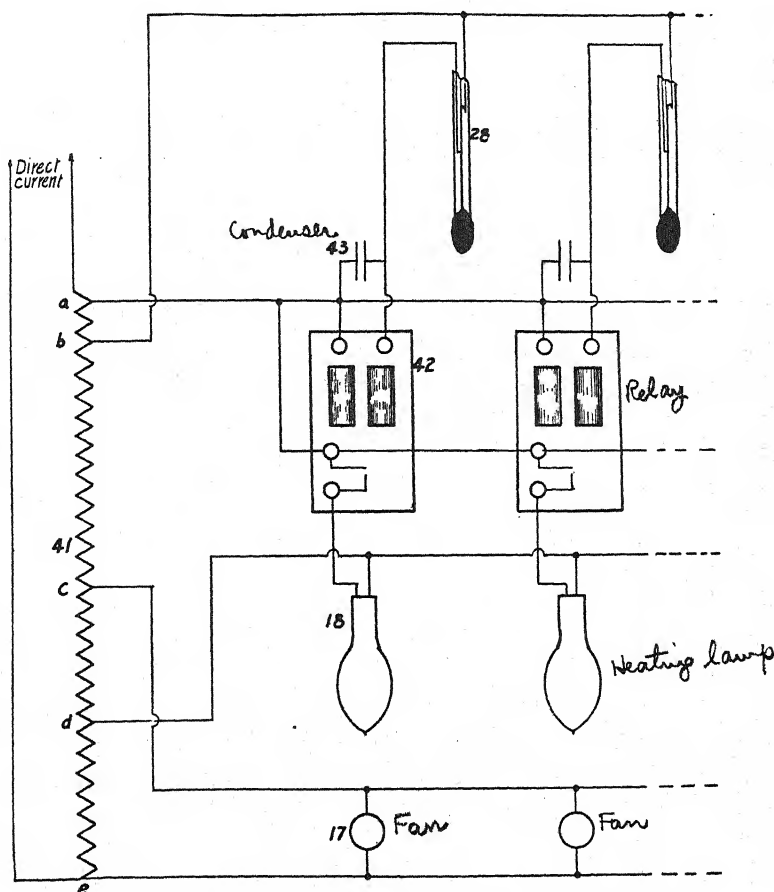 28
Direct
current
Condenser
43
a
b
42
Relay
41
c
18
Heating lamp
d
17
Fan
Fan
e